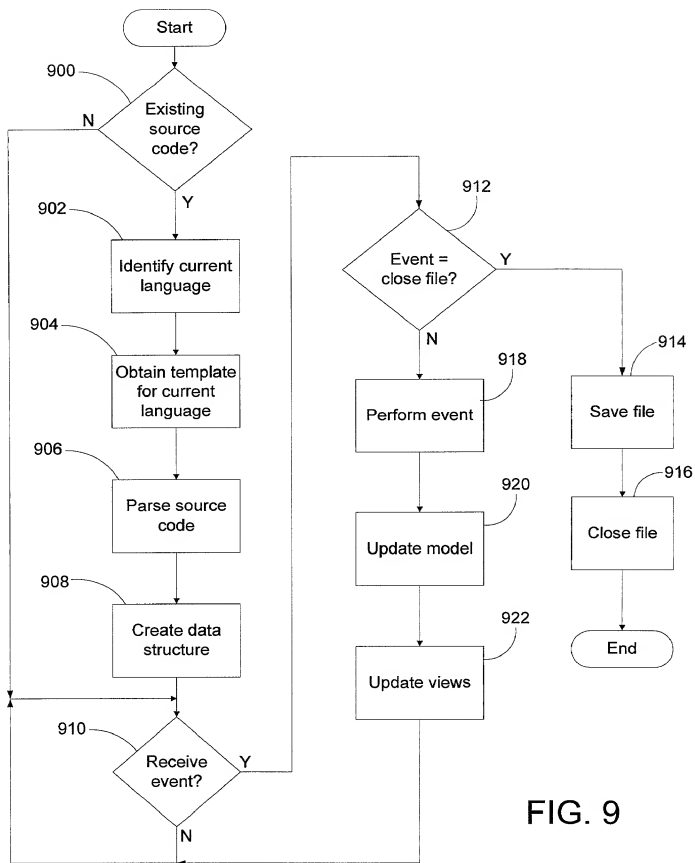 Start
900
Existing
source
code?
N
Y
902
Identify current
language
904
Obtain template
for current
language
906
Parse source
code
908
Create data
structure
910
Receive
event?
Y
N
912
Event =
close file?
Y
N
918
Perform event
920
Update model
922
Update views
914
Save file
916
Close file
End
FIG. 9